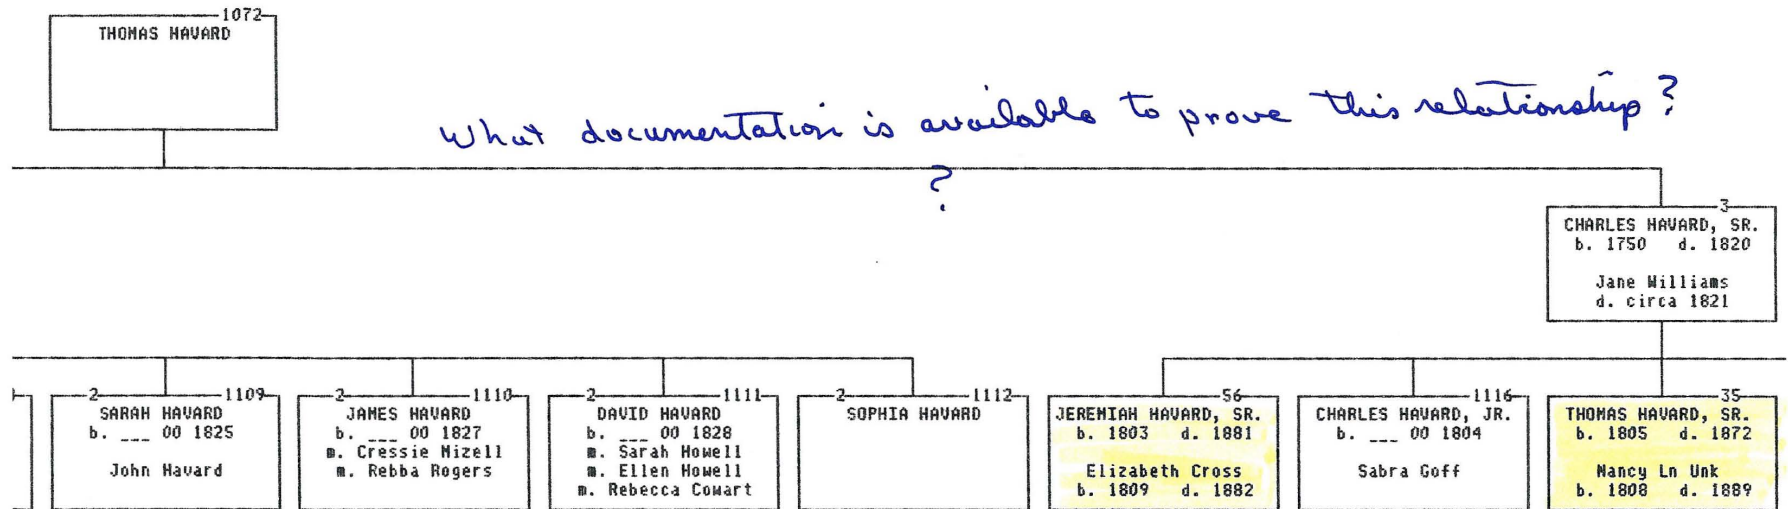 1072
THOMAS HAVARD
What documentation is available to prove this relationship?
?
3
CHARLES HAVARD, SR.
b. 1750 d. 1820
Jane Williams
d. circa 1821
2 1109
SARAH HAVARD
b. ___ 00 1825
John Havard
2 1110
JAMES HAVARD
b. ___ 00 1827
m. Cressie Mizell
m. Rebba Rogers
2 1111
DAVID HAVARD
b. ___ 00 1828
m. Sarah Howell
m. Ellen Howell
m. Rebecca Cowart
2 1112
SOPHIA HAVARD
56
JEREMIAH HAVARD, SR.
b. 1803 d. 1881
Elizabeth Cross
b. 1809 d. 1882
1116
CHARLES HAVARD, JR.
b. ___ 00 1804
Sabra Goff
35
THOMAS HAVARD, SR.
b. 1805 d. 1872
Nancy Ln Unk
b. 1808 d. 1889